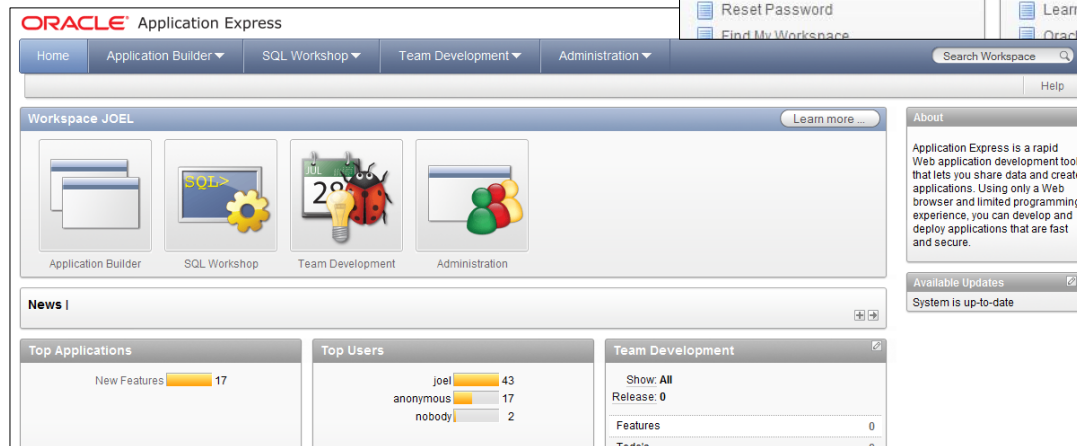 Reset Password
Learn
Find My Workspace
Orac
ORACLE Application Express
Home
Application Builder
SQL Workshop
Team Development
Administration
Search Workspace
Help
Workspace JOEL
Learn more ...
SQL>
JUL
28
Application Builder
SQL Workshop
Team Development
Administration
About
Application Express is a rapid
Web application development tool
that lets you share data and create
applications. Using only a Web
browser and limited programming
experience, you can develop and
deploy applications that are fast
and secure.
Available Updates
System is up-to-date
News |
Top Applications
New Features 17
Top Users
joel 43
anonymous 17
nobody 2
Team Development
Show: All
Release: 0
Features 0
Todo's 0